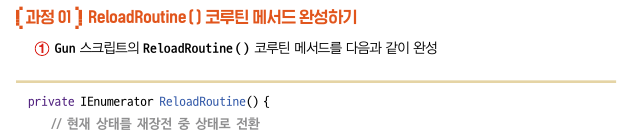 과정 01 ReloadRoutine() 코루틴 메서드 완성하기
① Gun 스크립트의 ReloadRoutine() 코루틴 메서드를 다음과 같이 완성
private IEnumerator ReloadRoutine() {
// 현재 상태를 재장전 중 상태로 전환